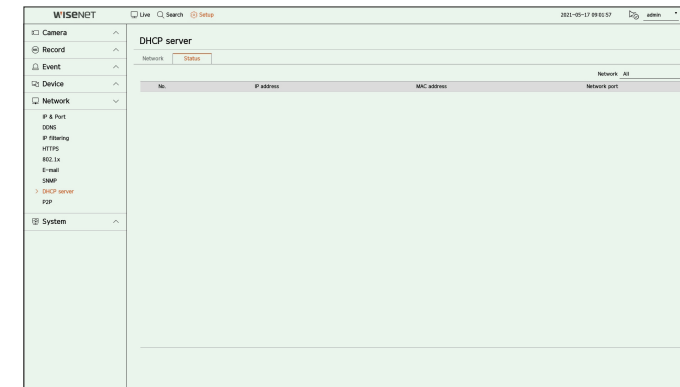 WISENET
Live Search Setup 2021-05-17 09:01:57 admin
Camera
Record
Event
Device
Network
IP & Port
DDNS
IP filtering
HTTPS
802.1x
E-mail
SNMP
> DHCP server
P2P
System
DHCP server
Network Status
Network All
No. IP address MAC address Network port